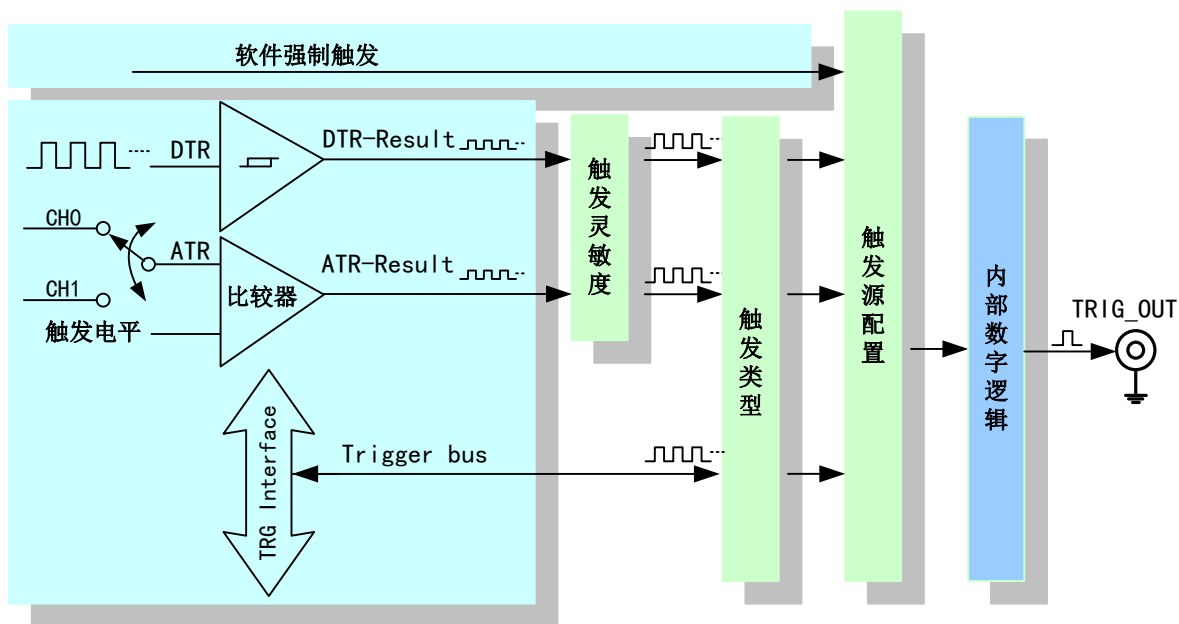 软件强制触发
DTR
DTR-Result
CH0
ATR
ATR-Result
CH1
比较器
触发电平
TRG Interface
Trigger bus
触发灵敏度
触发类型
触发源配置
内部数字逻辑
TRIG_OUT